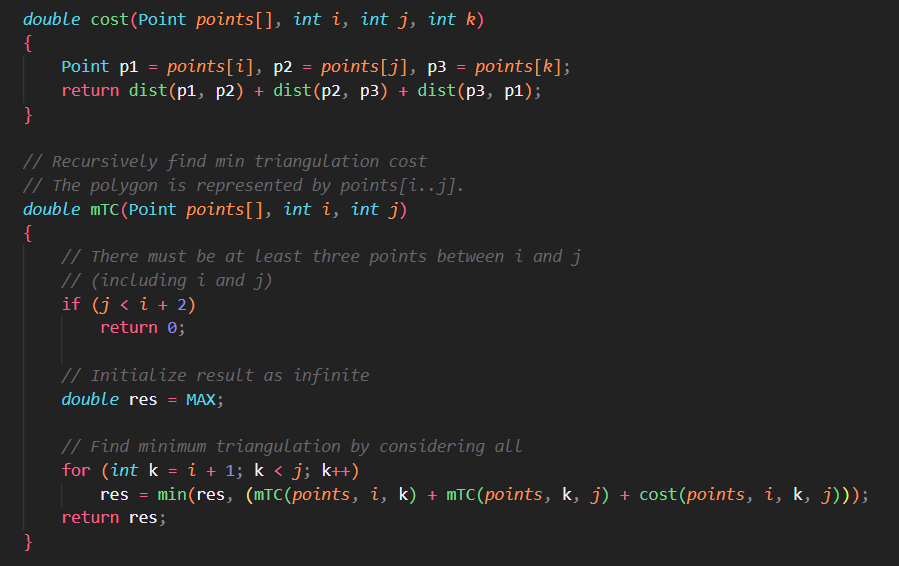 double cost(Point points[], int i, int j, int k)
{
    Point p1 = points[i], p2 = points[j], p3 = points[k];
    return dist(p1, p2) + dist(p2, p3) + dist(p3, p1);
}
// Recursively find min triangulation cost
// The polygon is represented by points[i..j].
double mTC(Point points[], int i, int j)
{
    // There must be at least three points between i and j
    // (including i and j)
    if (j < i + 2)
        return 0;
    // Initialize result as infinite
    double res = MAX;
    // Find minimum triangulation by considering all
    for (int k = i + 1; k < j; k++)
        res = min(res, (mTC(points, i, k) + mTC(points, k, j) + cost(points, i, k, j)));
    return res;
}